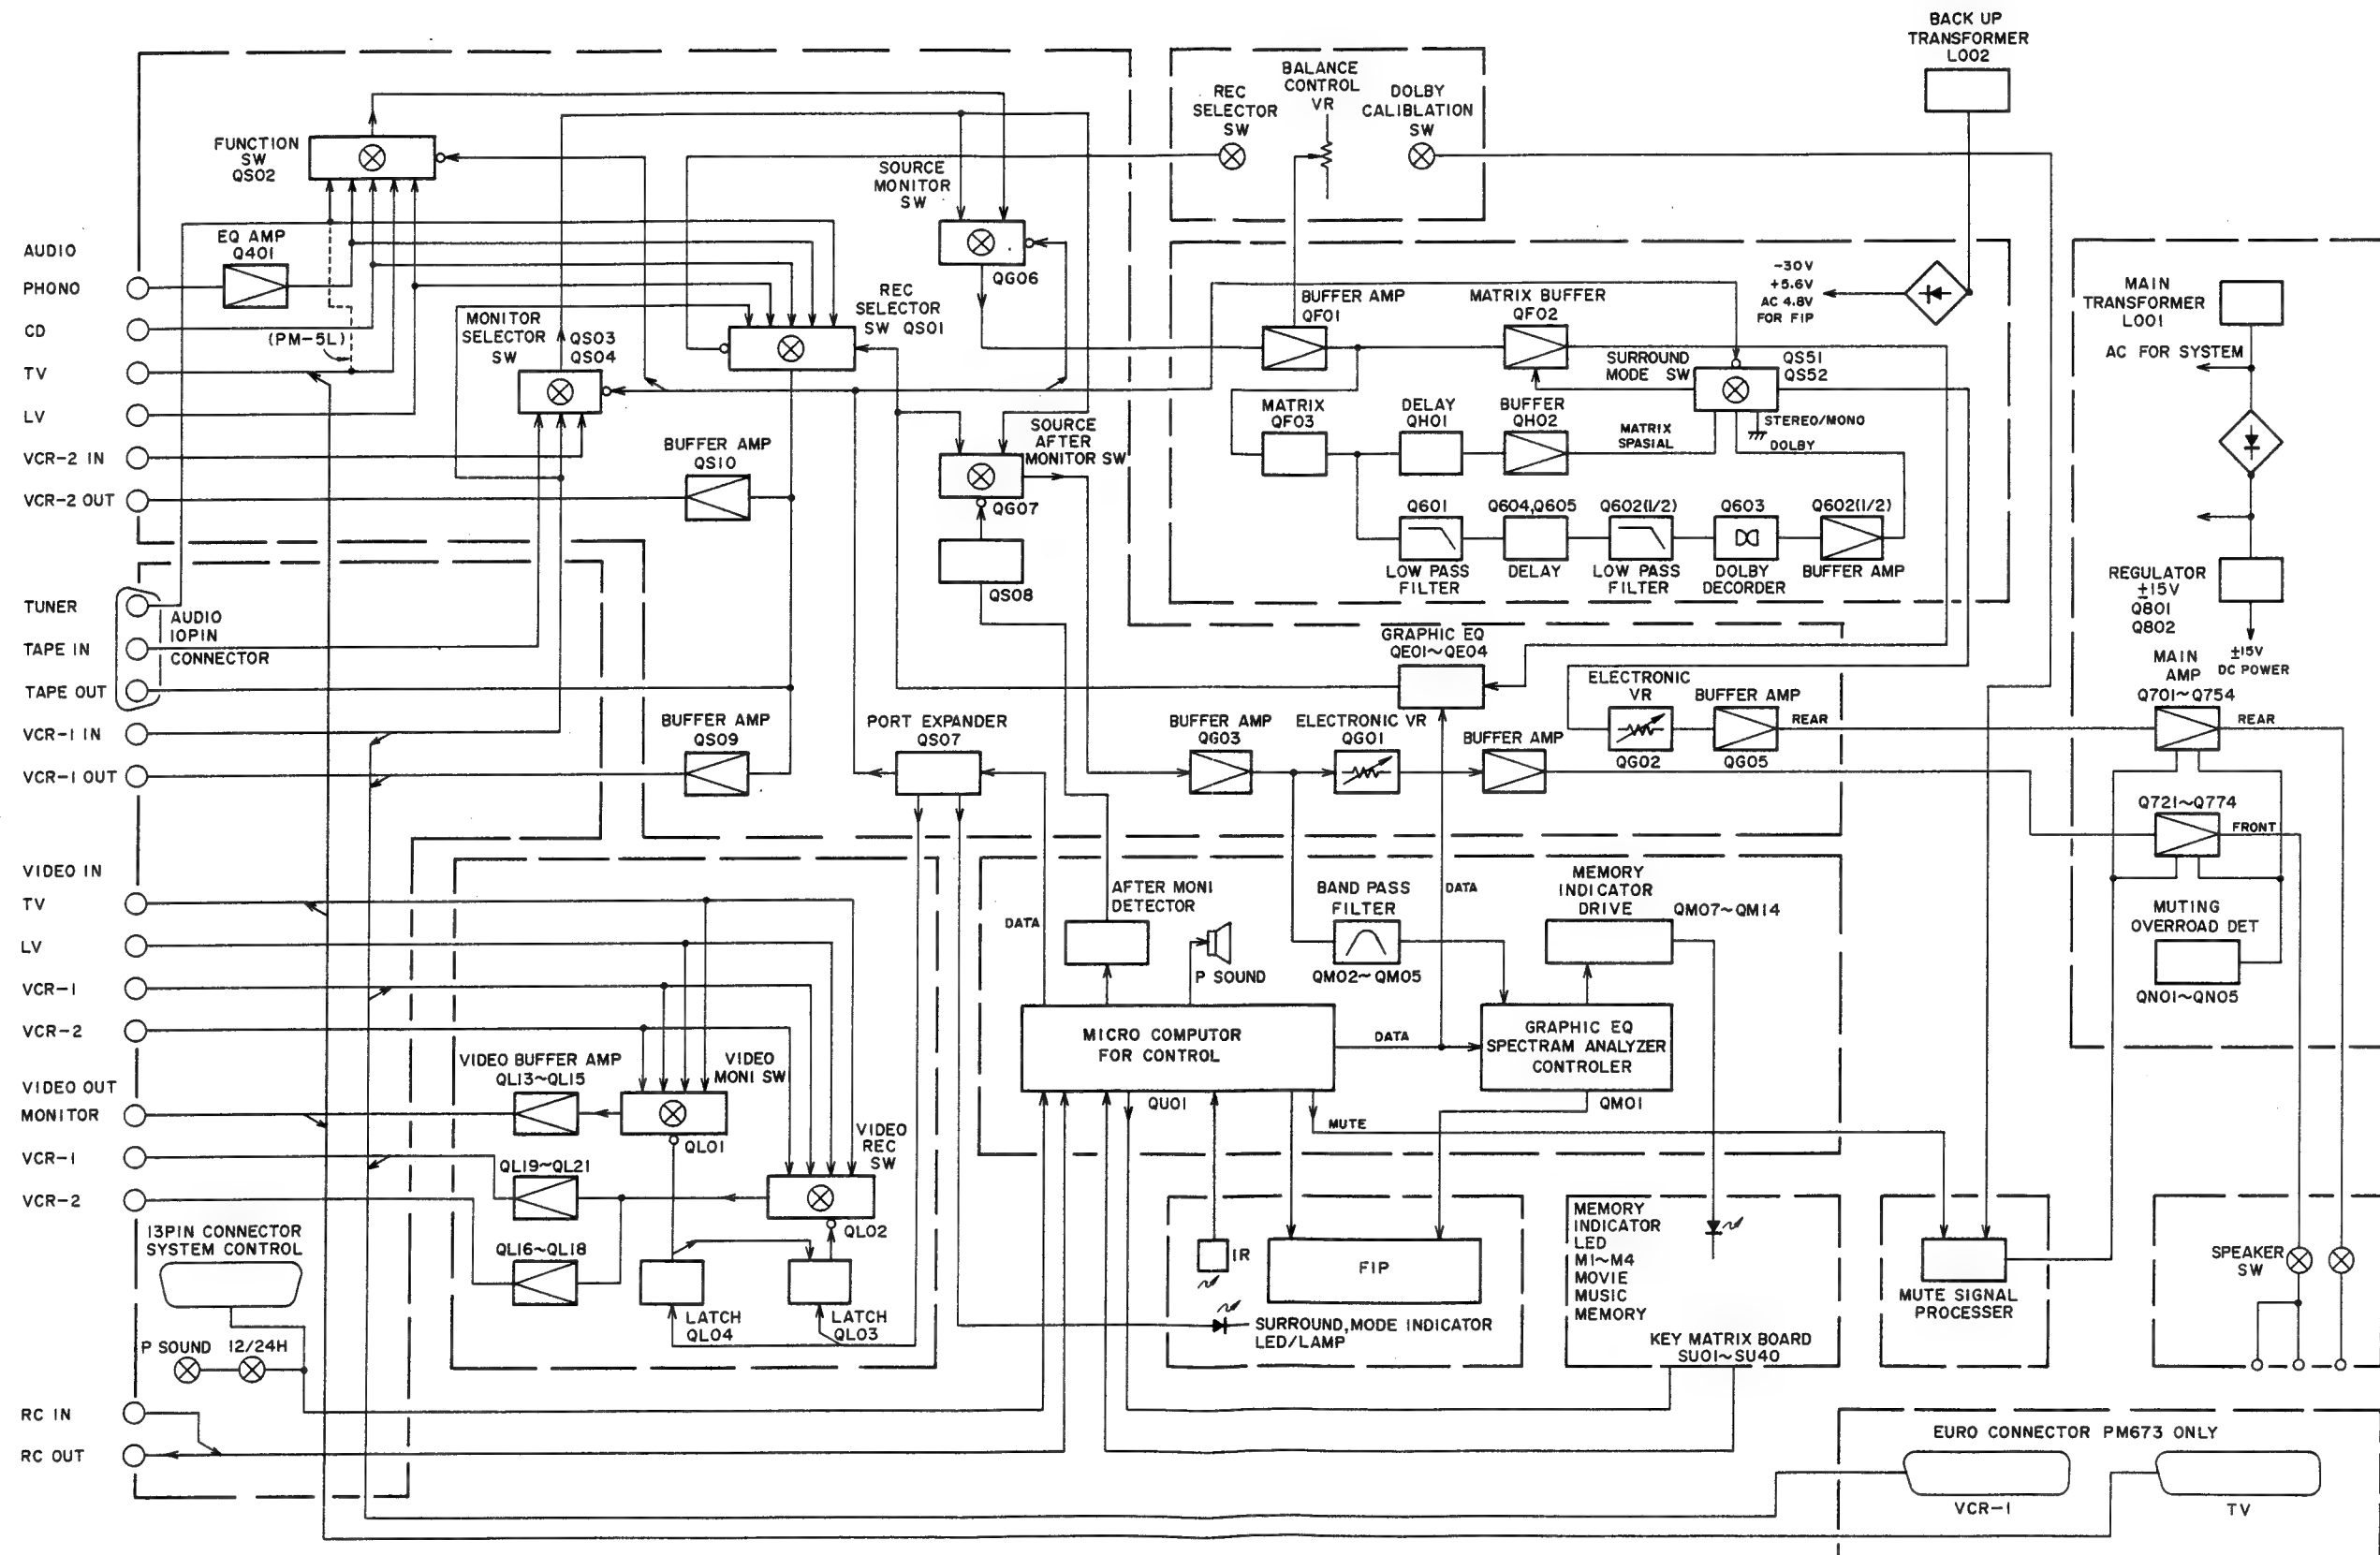 BACK UP
TRANSFORMER
L002
BALANCE
CONTROL
VR
REC
SELECTOR
SW
DOLBY
CALIBLATION
SW
FUNCTION
SW
QS02
SOURCE
MONITOR
SW
QG06
AUDIO
EQ AMP
Q401
PHONO
CD
(PM-5L)
TV
LV
VCR-2 IN
VCR-2 OUT
MONITOR
SELECTOR
SW
QS03
QS04
REC
SELECTOR
SW QS01
BUFFER AMP
QS10
SOURCE
AFTER
MONITOR SW
QG07
QS08
BUFFER AMP
QF01
MATRIX BUFFER
QF02
-30V
+5.6V
AC 4.8V
FOR FIP
SURROUND
MODE SW
QS51
QS52
MATRIX
QF03
DELAY
QH01
BUFFER
QH02
MATRIX
SPASIAL
STEREO/MONO
DOLBY
Q601
LOW PASS
FILTER
Q604,Q605
DELAY
Q602(1/2)
LOW PASS
FILTER
Q603
DOLBY
DECORDER
Q602(1/2)
BUFFER AMP
MAIN
TRANSFORMER
L001
AC FOR SYSTEM
REGULATOR
±15V
Q801
Q802
±15V
DC POWER
MAIN
AMP
Q701~Q754
REAR
Q721~Q774
FRONT
MUTING
OVERROAD DET
QN01~QN05
TUNER
TAPE IN
TAPE OUT
AUDIO
10PIN
CONNECTOR
VCR-1 IN
VCR-1 OUT
BUFFER AMP
QS09
PORT EXPANDER
QS07
GRAPHIC EQ
QE01~QE04
BUFFER AMP
QG03
ELECTRONIC VR
QG01
BUFFER AMP
ELECTRONIC
VR
QG02
BUFFER AMP
QG05
REAR
VIDEO IN
TV
LV
VCR-1
VCR-2
VIDEO OUT
MONITOR
VCR-1
VCR-2
VIDEO BUFFER AMP
QL13~QL15
VIDEO
MONI SW
QL01
QL19~QL21
VIDEO
REC
SW
QL02
QL16~QL18
LATCH
QL04
LATCH
QL03
DATA
AFTER MONI
DETECTOR
P SOUND
BAND PASS
FILTER
QM02~QM05
DATA
MEMORY
INDICATOR
DRIVE
QM07~QM14
MICRO COMPUTOR
FOR CONTROL
QU01
DATA
GRAPHIC EQ
SPECTRAM ANALYZER
CONTROLER
QM01
MUTE
13PIN CONNECTOR
SYSTEM CONTROL
P SOUND
12/24H
RC IN
RC OUT
IR
FIP
SURROUND, MODE INDICATOR
LED/LAMP
MEMORY
INDICATOR
LED
M1~M4
MOVIE
MUSIC
MEMORY
KEY MATRIX BOARD
SU01~SU40
MUTE SIGNAL
PROCESSER
SPEAKER
SW
EURO CONNECTOR PM673 ONLY
VCR-1
TV